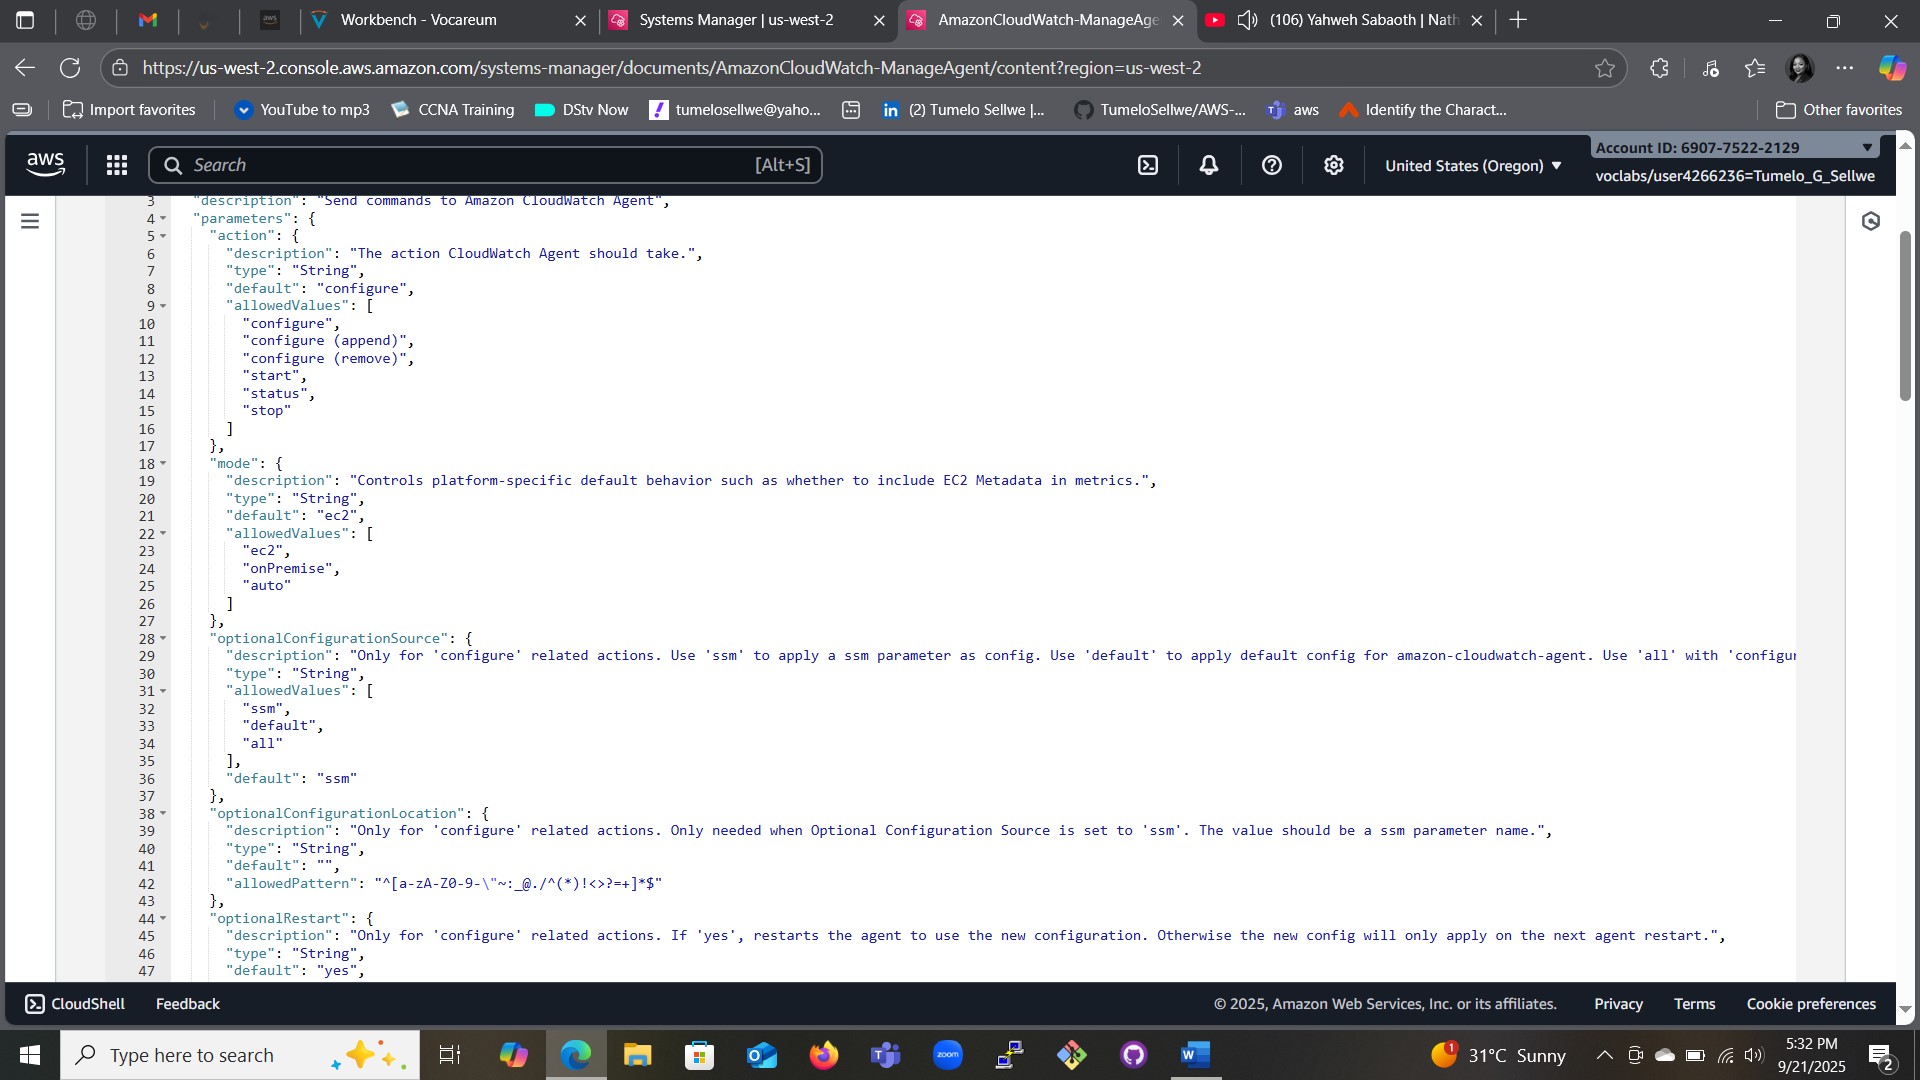 Workbench - Vocareum
Systems Manager | us-west-2
AmazonCloudWatch-ManageAge
(106) Yahweh Sabaoth | Nath
https://us-west-2.console.aws.amazon.com/systems-manager/documents/AmazonCloudWatch-ManageAgent/content?region=us-west-2
Import favorites
YouTube to mp3
CCNA Training
DStv Now
tumelosellwe@yaho...
(2) Tumelo Sellwe |...
TumeloSellwe/AWS-...
aws
Identify the Charact...
Other favorites
aws
Search
[Alt+S]
United States (Oregon)
Account ID: 6907-7522-2129
voclabs/user4266236=Tumelo_G_Sellwe
3 "description": "Send commands to Amazon CloudWatch Agent",
4 "parameters": {
5 "action": {
6 "description": "The action CloudWatch Agent should take.",
7 "type": "String",
8 "default": "configure",
9 "allowedValues": [
10 "configure",
11 "configure (append)",
12 "configure (remove)",
13 "start",
14 "status",
15 "stop"
16 ]
17 },
18 "mode": {
19 "description": "Controls platform-specific default behavior such as whether to include EC2 Metadata in metrics.",
20 "type": "String",
21 "default": "ec2",
22 "allowedValues": [
23 "ec2",
24 "onPremise",
25 "auto"
26 ]
27 },
28 "optionalConfigurationSource": {
29 "description": "Only for 'configure' related actions. Use 'ssm' to apply a ssm parameter as config. Use 'default' to apply default config for amazon-cloudwatch-agent. Use 'all' with 'configur
30 "type": "String",
31 "allowedValues": [
32 "ssm",
33 "default",
34 "all"
35 ],
36 "default": "ssm"
37 },
38 "optionalConfigurationLocation": {
39 "description": "Only for 'configure' related actions. Only needed when Optional Configuration Source is set to 'ssm'. The value should be a ssm parameter name.",
40 "type": "String",
41 "default": "",
42 "allowedPattern": "^[a-zA-Z0-9-\"~:_@./^(*)!<>?=+]*$"
43 },
44 "optionalRestart": {
45 "description": "Only for 'configure' related actions. If 'yes', restarts the agent to use the new configuration. Otherwise the new config will only apply on the next agent restart.",
46 "type": "String",
47 "default": "yes",
CloudShell
Feedback
© 2025, Amazon Web Services, Inc. or its affiliates.
Privacy
Terms
Cookie preferences
Type here to search
zoom
1
31°C Sunny
5:32 PM
9/21/2025
2